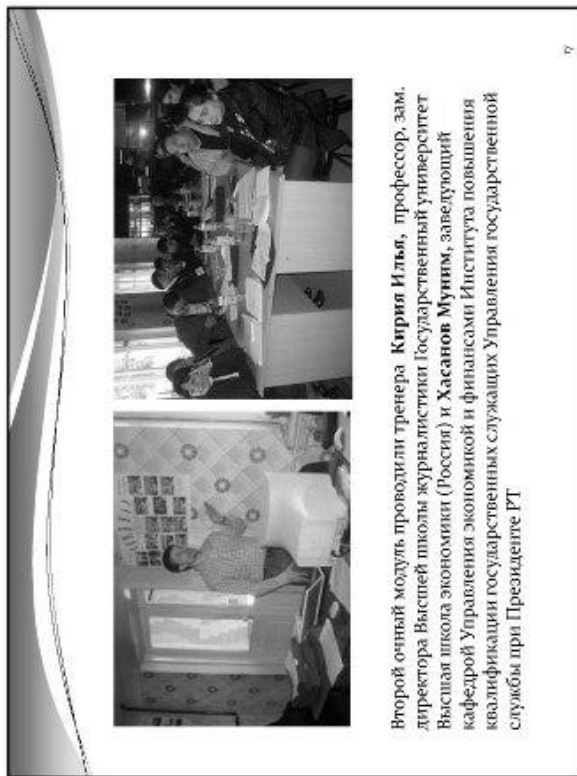 Второй очный модуль проводили тренера Кирия Илья, профессор, зам.
директора Высшей школы журналистики Государственный университет
Высшая школа экономики (Россия) и Хасанов Муним, заведующий
кафедрой Управления экономикой и финансами Института повышения
квалификации государственных служащих Управления государственной
службы при Президенте РТ